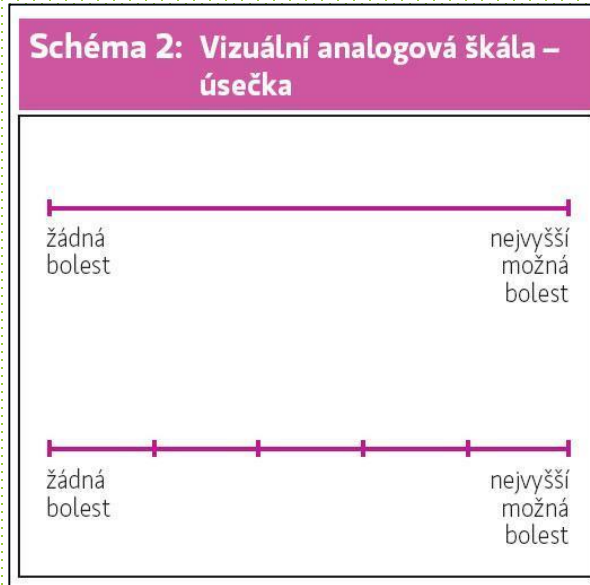 Schéma 2: Vizuální analogová škála –
úsečka
žádná
bolest
nejvyšší
možná
bolest
žádná
bolest
nejvyšší
možná
bolest